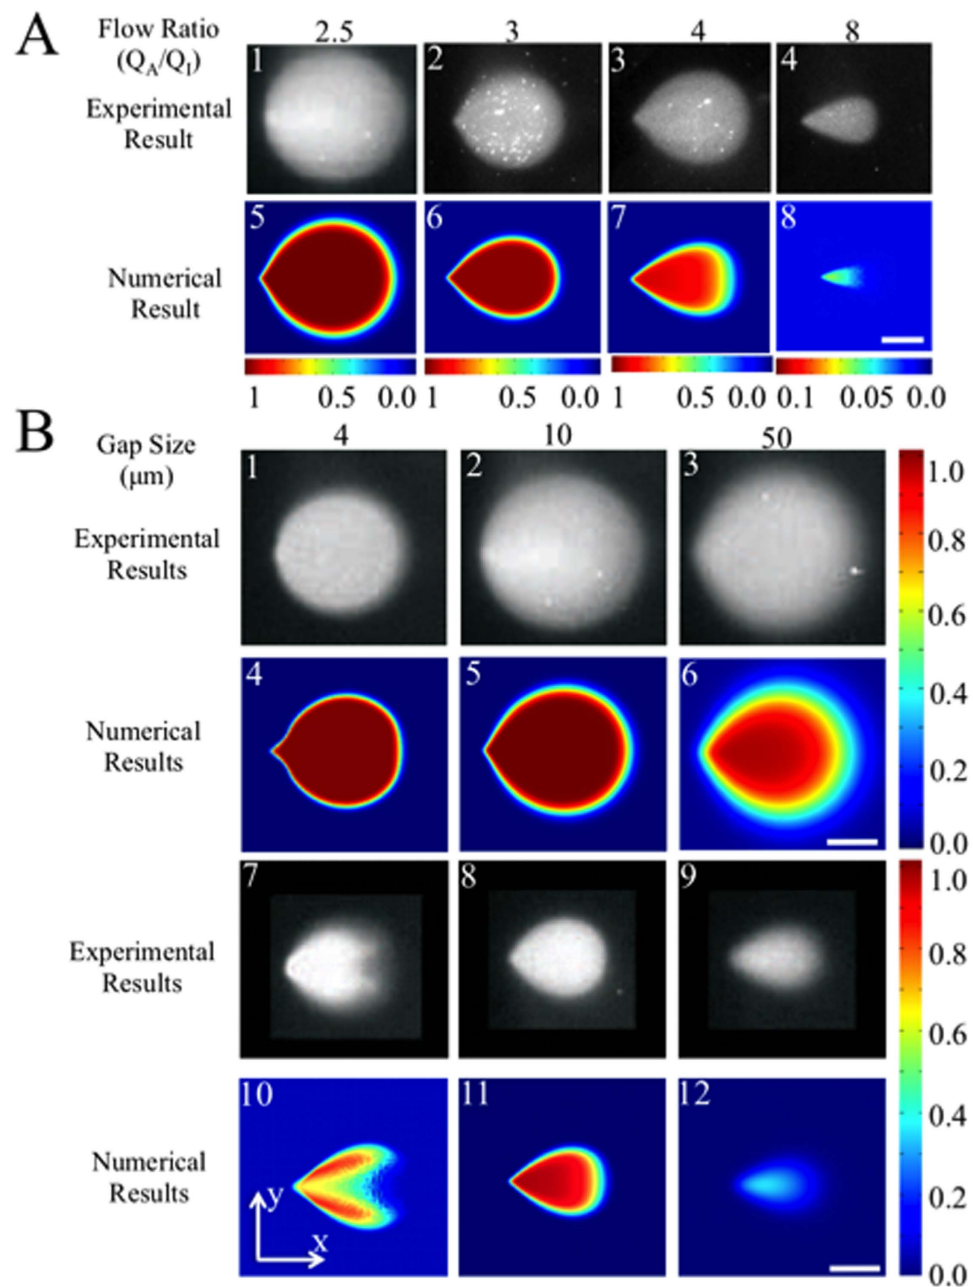 A
Flow Ratio
(QA/QI)
2.5 3 4 8
1 2 3 4
Experimental
Result
5 6 7 8
Numerical
Result
1 0.5 0.0 1 0.5 0.0 1 0.5 0.0 0.1 0.05 0.0
B
Gap Size
(μm)
4 10 50
1 2 3
Experimental
Results
4 5 6
Numerical
Results
1.0
0.8
0.6
0.4
0.2
0.0
7 8 9
Experimental
Results
10 11 12
Numerical
Results
y
x
1.0
0.8
0.6
0.4
0.2
0.0